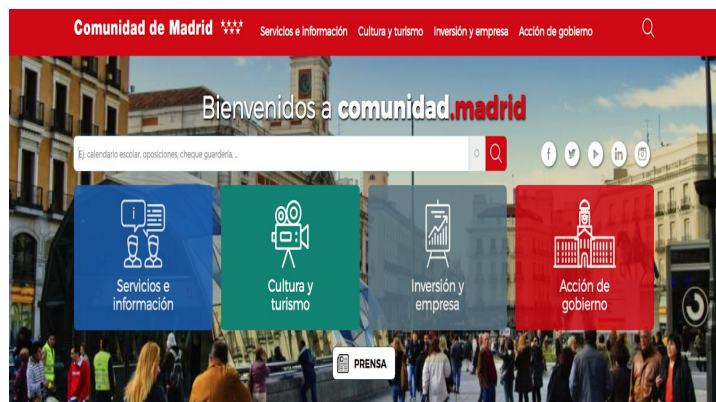 Comunidad de Madrid
Servicios e información Cultura y turismo Inversión y empresa Acción de gobierno
Bienvenidos a comunidad.madrid
Ej: calendario escolar, oposiciones, cheque guardería, ...
Servicios e
información
Cultura y
turismo
Inversión y
empresa
Acción de
gobierno
PRENSA